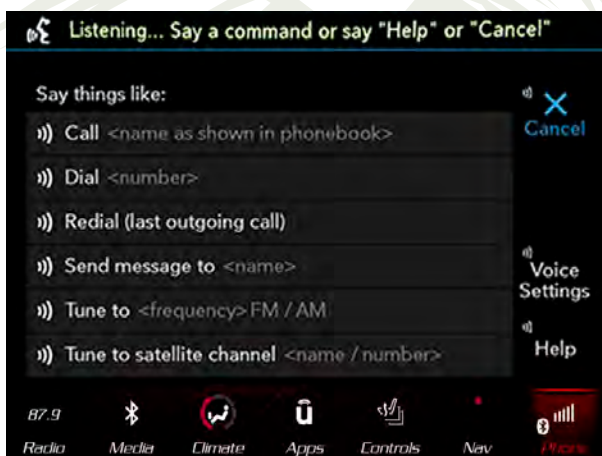 Listening... Say a command or say "Help" or "Cancel"
Say things like:
Call <name as shown in phonebook>
Dial <number>
Redial (last outgoing call)
Send message to <name>
Tune to <frequency> FM / AM
Tune to satellite channel <name / number>
Cancel
Voice
Settings
Help
87.9
Radio
Media
Climate
Apps
Controls
Nav
Phone